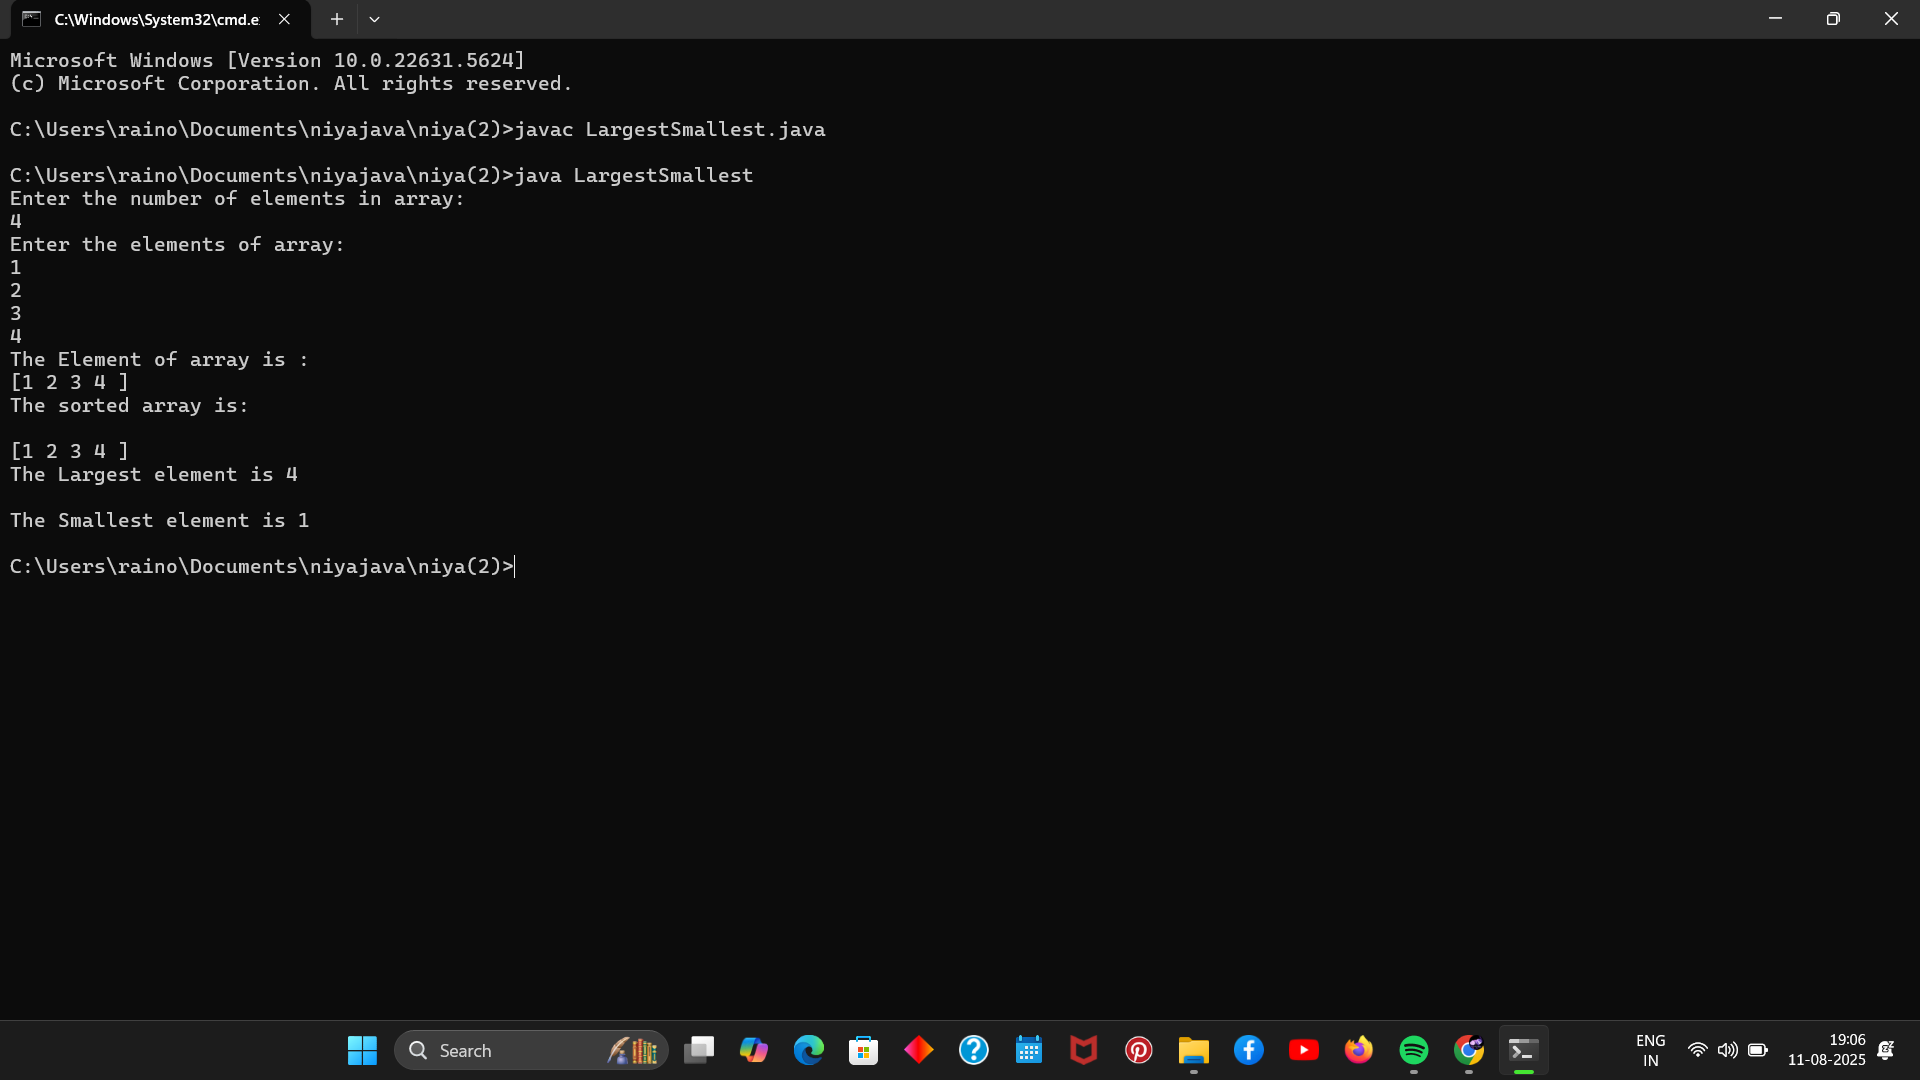 C:\Windows\System32\cmd.e
Microsoft Windows [Version 10.0.22631.5624]
(c) Microsoft Corporation. All rights reserved.
C:\Users\raino\Documents\niyajava\niya(2)>javac LargestSmallest.java
C:\Users\raino\Documents\niyajava\niya(2)>java LargestSmallest
Enter the number of elements in array:
4
Enter the elements of array:
1
2
3
4
The Element of array is :
[1 2 3 4 ]
The sorted array is:
[1 2 3 4 ]
The Largest element is 4
The Smallest element is 1
C:\Users\raino\Documents\niyajava\niya(2)>
Search
ENG
IN
19:06
11-08-2025